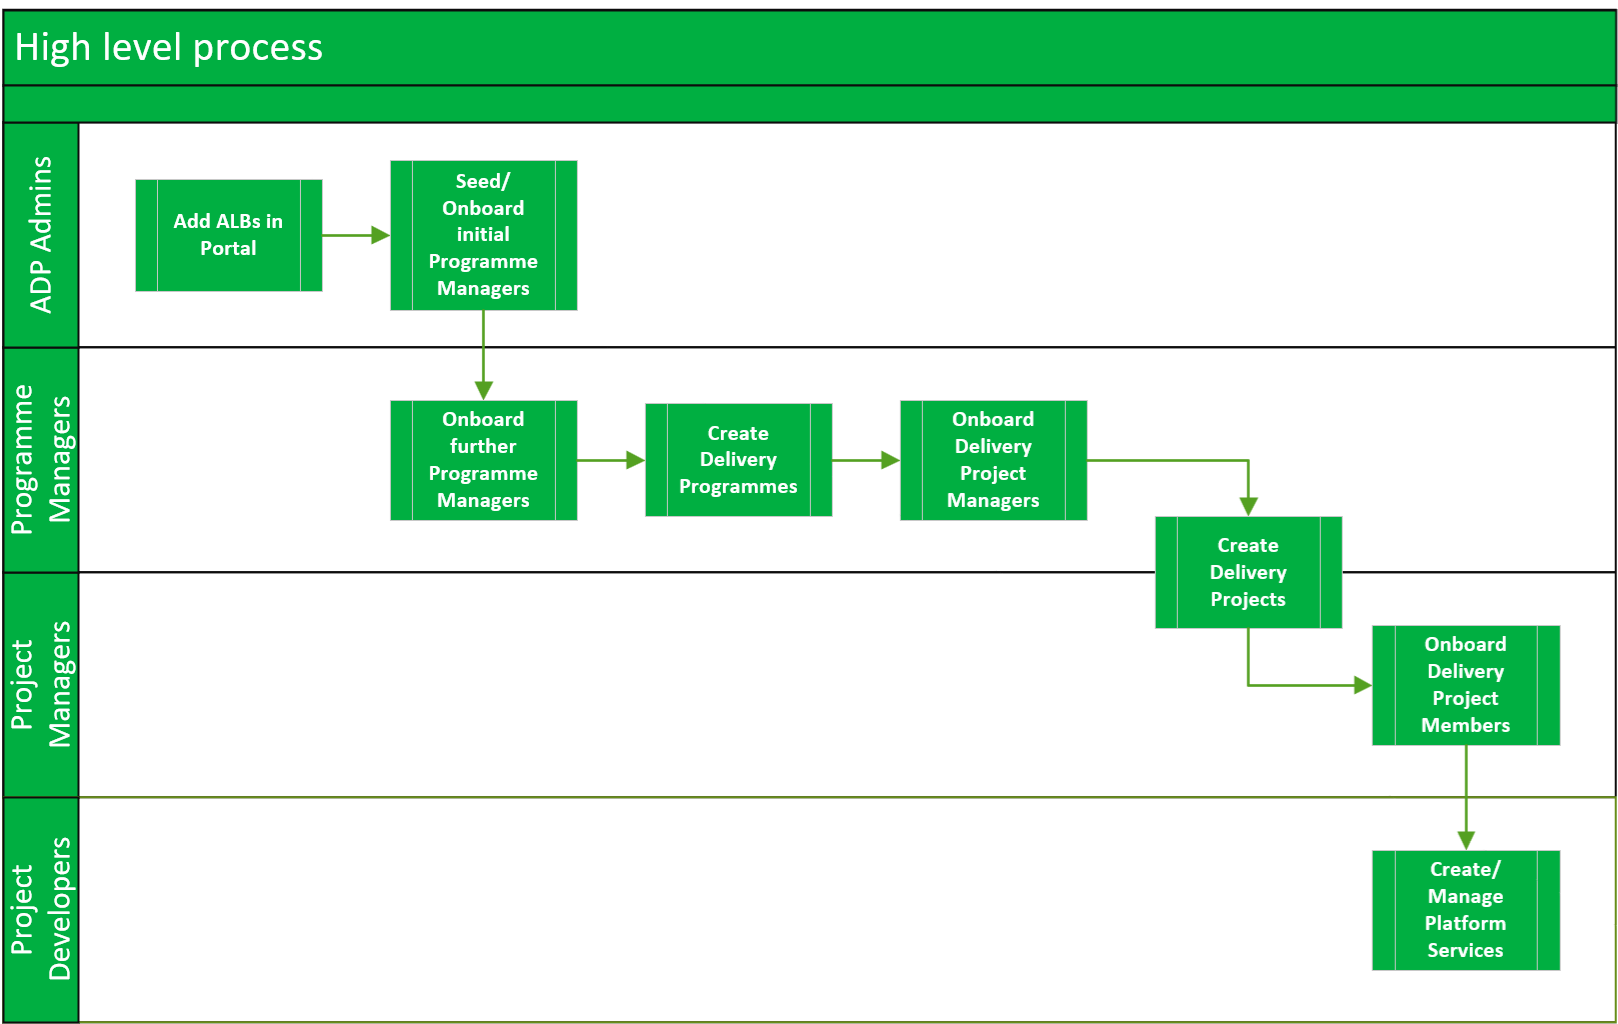 High level process
ADP Admins
Add ALBs in
Portal
Seed/
Onboard
initial
Programme
Managers
Programme
Managers
Onboard
further
Programme
Managers
Create
Delivery
Programmes
Onboard
Delivery
Project
Managers
Create
Delivery
Projects
Project
Managers
Onboard
Delivery
Project
Members
Project
Developers
Create/
Manage
Platform
Services